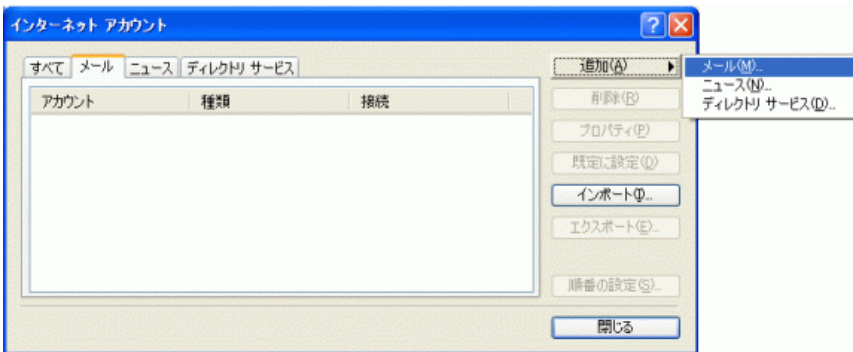 インターネット アカウント
すべて メール ニュース ディレクトリ サービス
アカウント 種類 接続
追加(A)
削除(R)
プロパティ(P)
既定に設定(D)
インポート(I)...
エクスポート(E)...
順番の設定(S)...
閉じる
メール(M)...
ニュース(N)...
ディレクトリ サービス(D)...